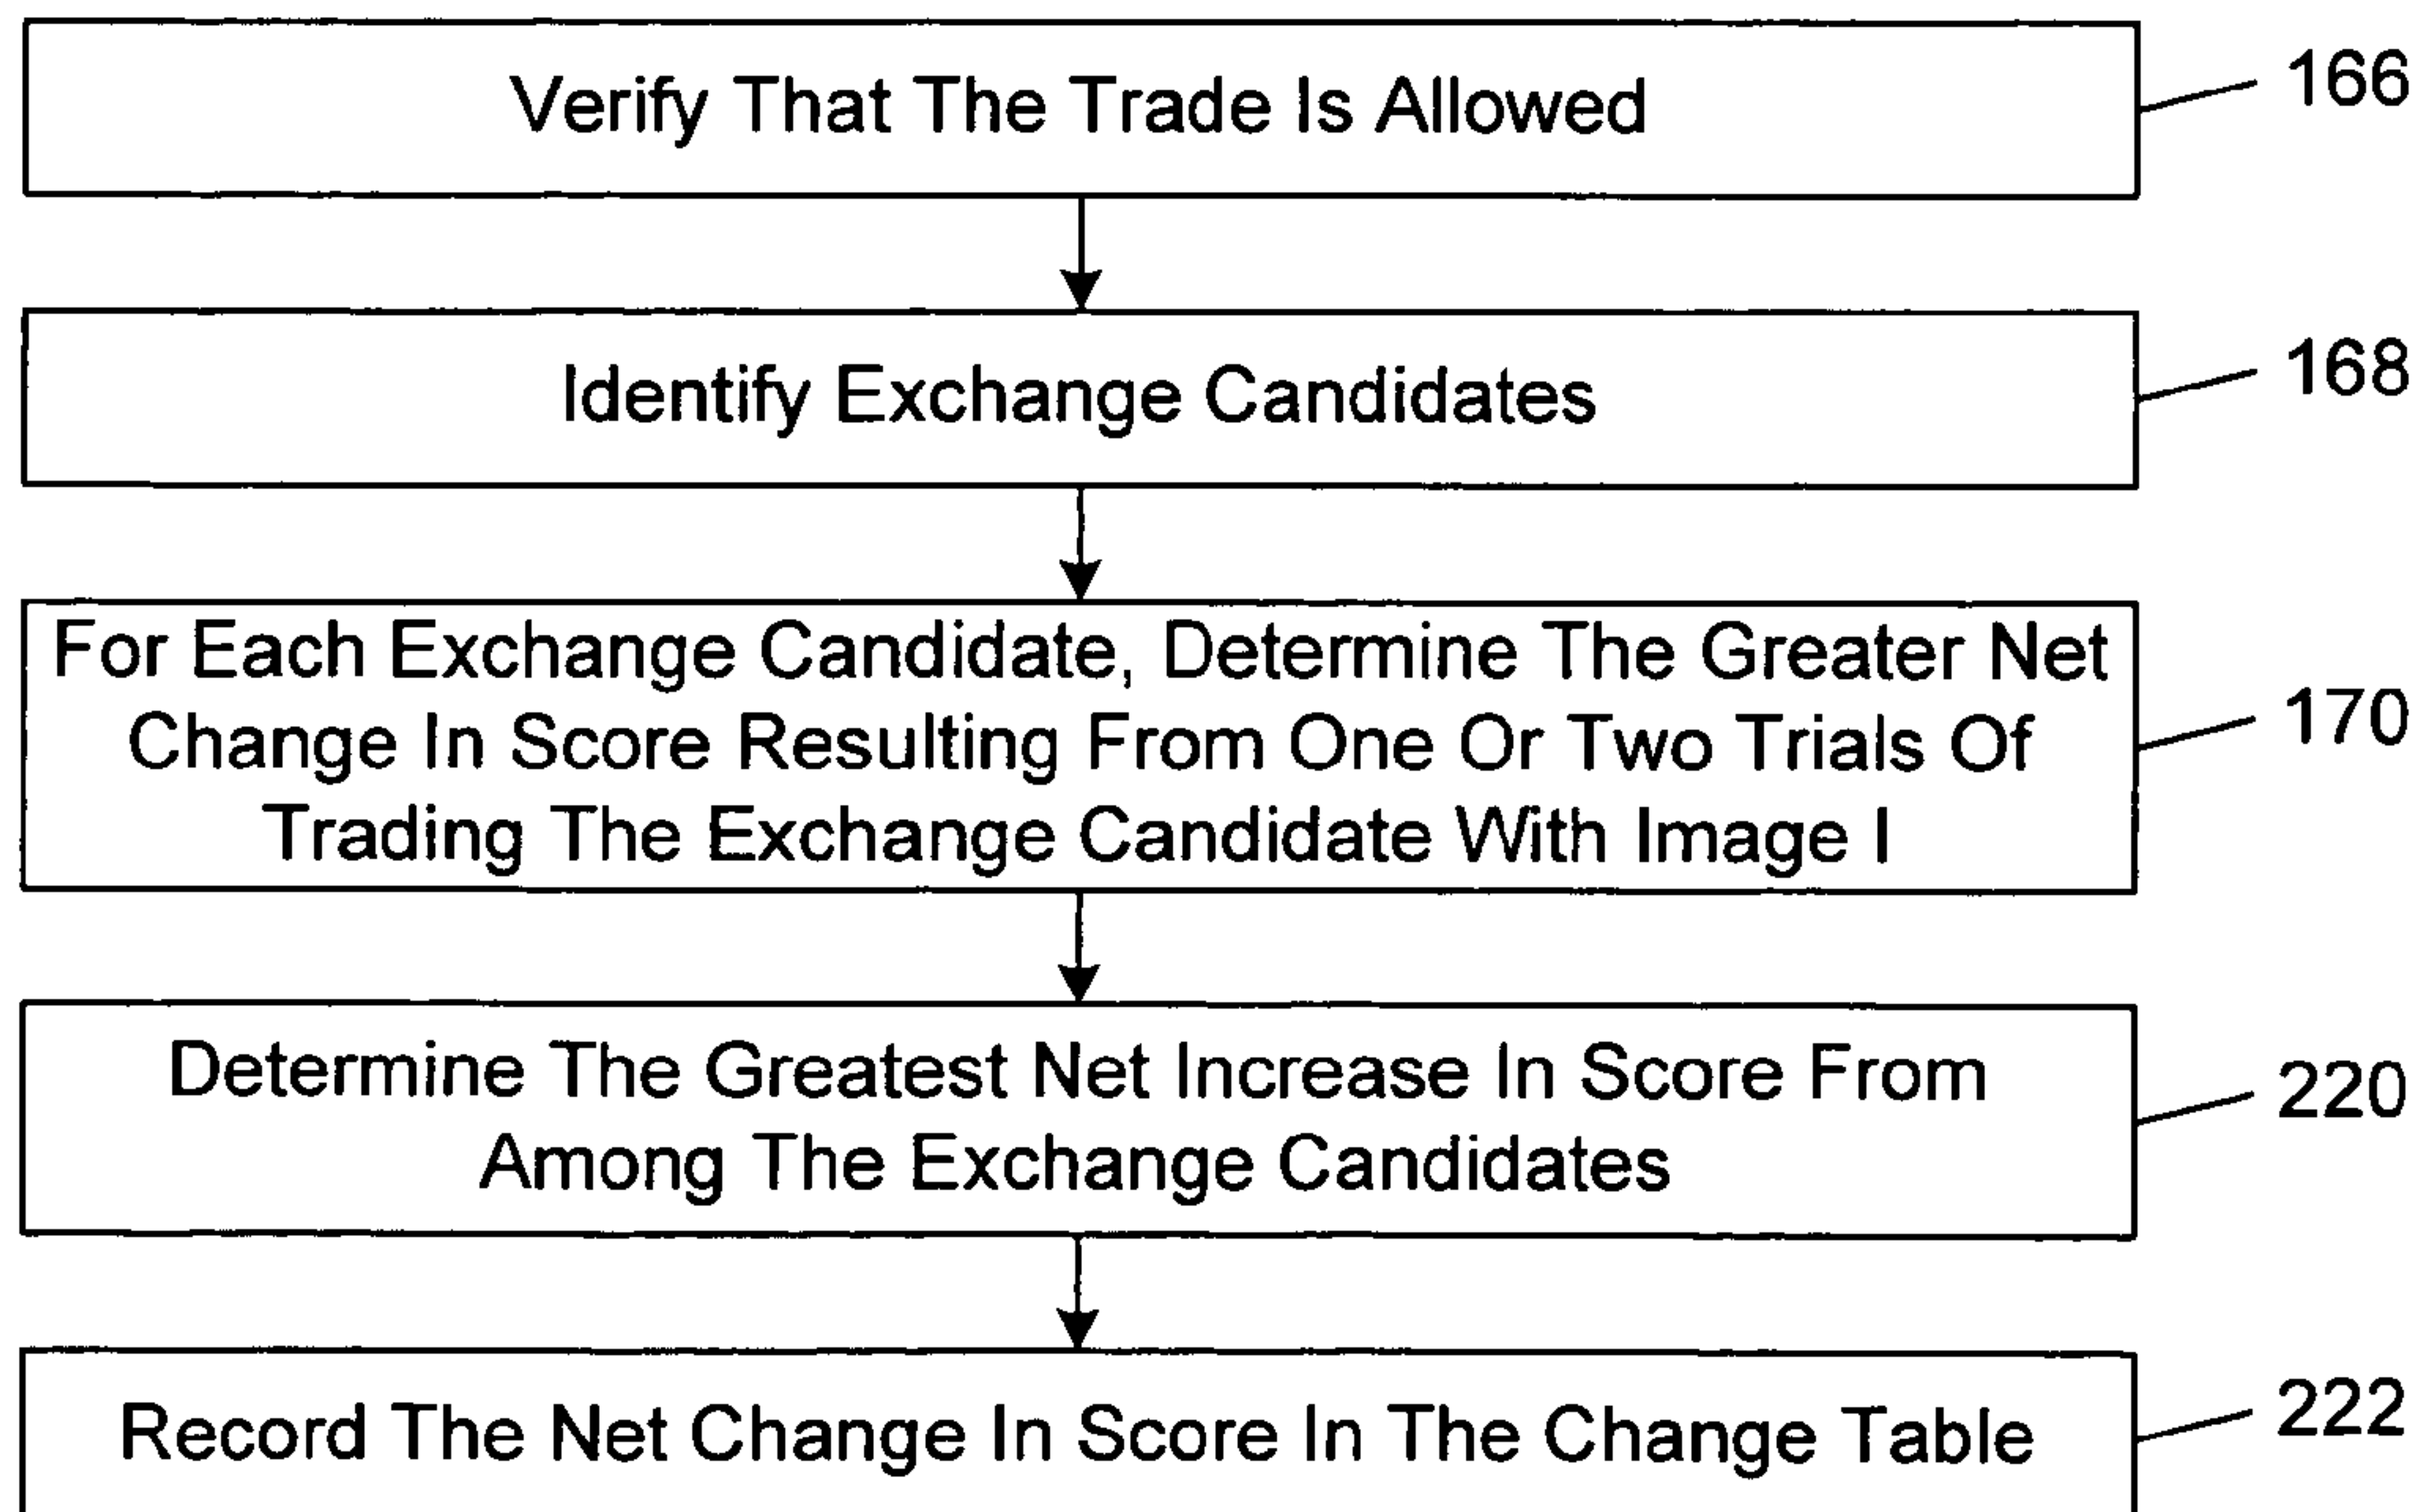 Verify That The Trade Is Allowed
166
Identify Exchange Candidates
168
For Each Exchange Candidate, Determine The Greater Net
Change In Score Resulting From One Or Two Trials Of
Trading The Exchange Candidate With Image I
170
Determine The Greatest Net Increase In Score From
Among The Exchange Candidates
220
Record The Net Change In Score In The Change Table
222